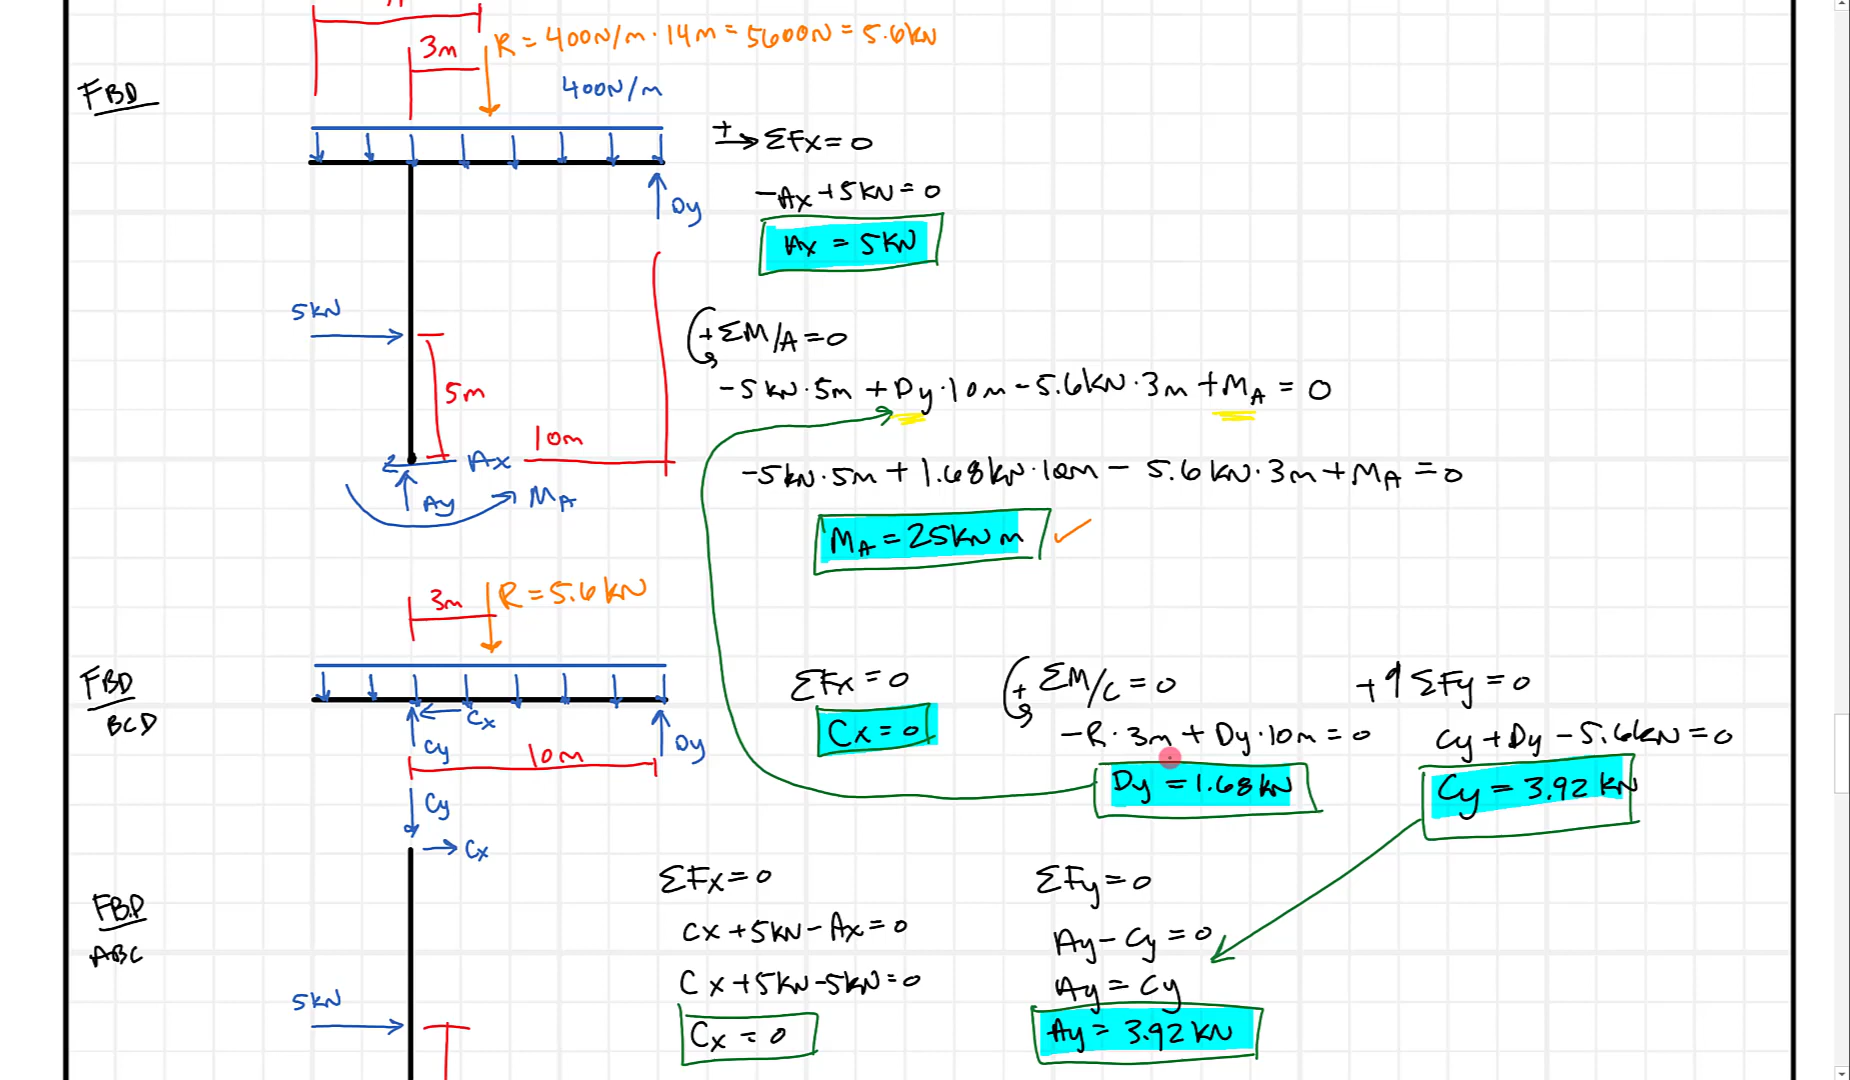 3m
R = 400N/m · 14m = 5600N = 5.6kN
FBD
400N/m
+→ ΣFx = 0
-Ax + 5kN = 0
Dy
Ax = 5kN
5kN
+ ΣM/A = 0
5m
-5kN·5m + Dy·10m - 5.6kN·3m + MA = 0
10m
Ax
-5kN·5m + 1.68kN·10m - 5.6kN·3m + MA = 0
Ay
MA
MA = 25kNm ✓
3m
R = 5.6kN
FBD
BCD
ΣFx = 0
+ ΣM/C = 0
+↑ ΣFy = 0
Cx
Cx = 0
-R·3m + Dy·10m = 0
Cy + Dy - 5.6kN = 0
Cy
10m
Dy
Dy = 1.68kN
Cy = 3.92kN
Cy
Cx
ΣFx = 0
ΣFy = 0
FBD
ABC
Cx + 5kN - Ax = 0
Ay - Cy = 0
Cx + 5kN - 5kN = 0
Ay = Cy
5kN
Cx = 0
Ay = 3.92kN